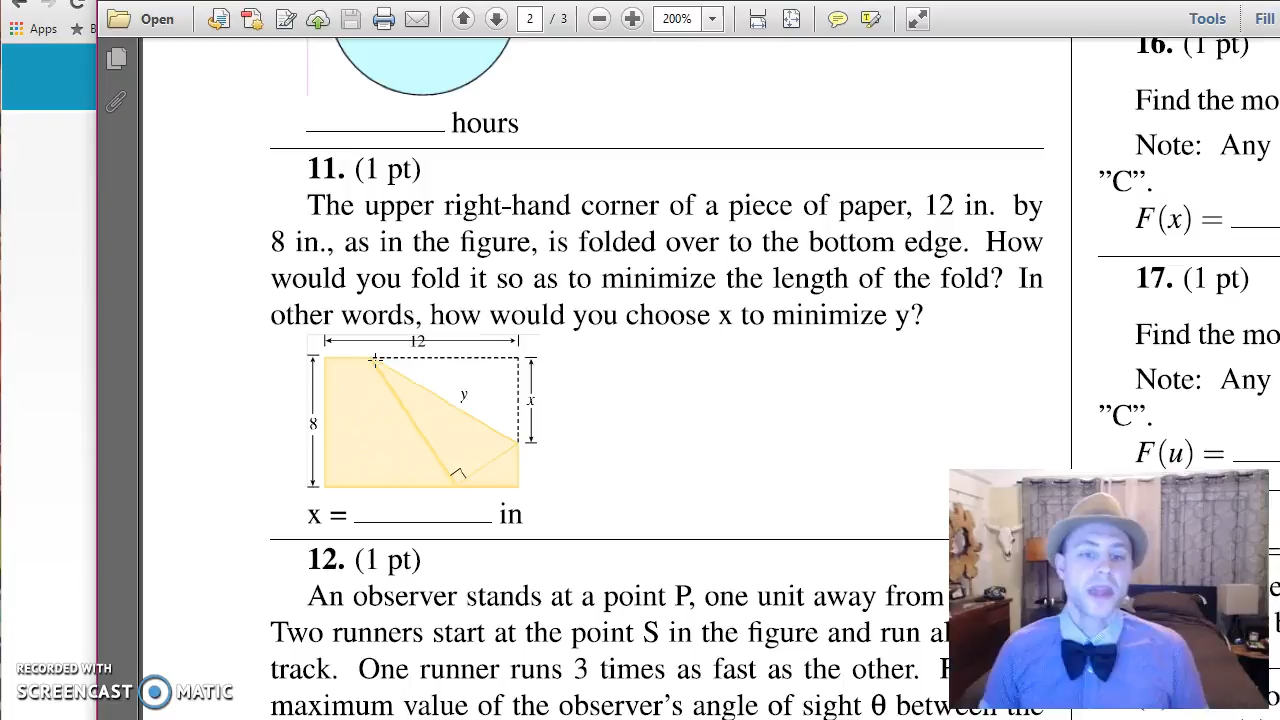 Open
2 / 3
200%
Tools
Fill
Apps
B
hours
11. (1 pt)
The upper right-hand corner of a piece of paper, 12 in. by
8 in., as in the figure, is folded over to the bottom edge. How
would you fold it so as to minimize the length of the fold? In
other words, how would you choose x to minimize y?
12
y
x
8
x = in
12. (1 pt)
An observer stands at a point P, one unit away from
Two runners start at the point S in the figure and run al
track. One runner runs 3 times as fast as the other. F
maximum value of the observer's angle of sight θ between the
16. (1 pt)
Find the mo
Note: Any
"C".
F(x) =
17. (1 pt)
Find the mo
Note: Any
"C".
F(u) =
RECORDED WITH
SCREENCAST MATIC